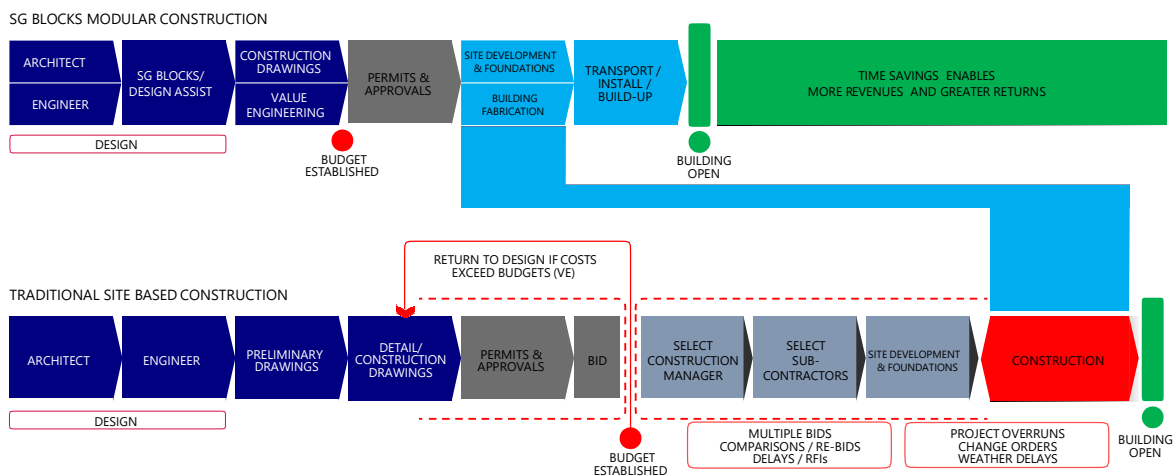 SG BLOCKS MODULAR CONSTRUCTION
ARCHITECT
ENGINEER
SG BLOCKS/
DESIGN ASSIST
CONSTRUCTION
DRAWINGS
VALUE
ENGINEERING
PERMITS &
APPROVALS
SITE DEVELOPMENT
& FOUNDATIONS
BUILDING
FABRICATION
TRANSPORT /
INSTALL /
BUILD-UP
TIME SAVINGS ENABLES
MORE REVENUES AND GREATER RETURNS
DESIGN
BUDGET
ESTABLISHED
BUILDING
OPEN
RETURN TO DESIGN IF COSTS
EXCEED BUDGETS (VE)
TRADITIONAL SITE BASED CONSTRUCTION
ARCHITECT
ENGINEER
PRELIMINARY
DRAWINGS
DETAIL/
CONSTRUCTION
DRAWINGS
PERMITS &
APPROVALS
BID
SELECT
CONSTRUCTION
MANAGER
SELECT
SUB-
CONTRACTORS
SITE DEVELOPMENT
& FOUNDATIONS
CONSTRUCTION
DESIGN
BUDGET
ESTABLISHED
MULTIPLE BIDS
COMPARISONS / RE-BIDS
DELAYS / RFIs
PROJECT OVERRUNS
CHANGE ORDERS
WEATHER DELAYS
BUILDING
OPEN